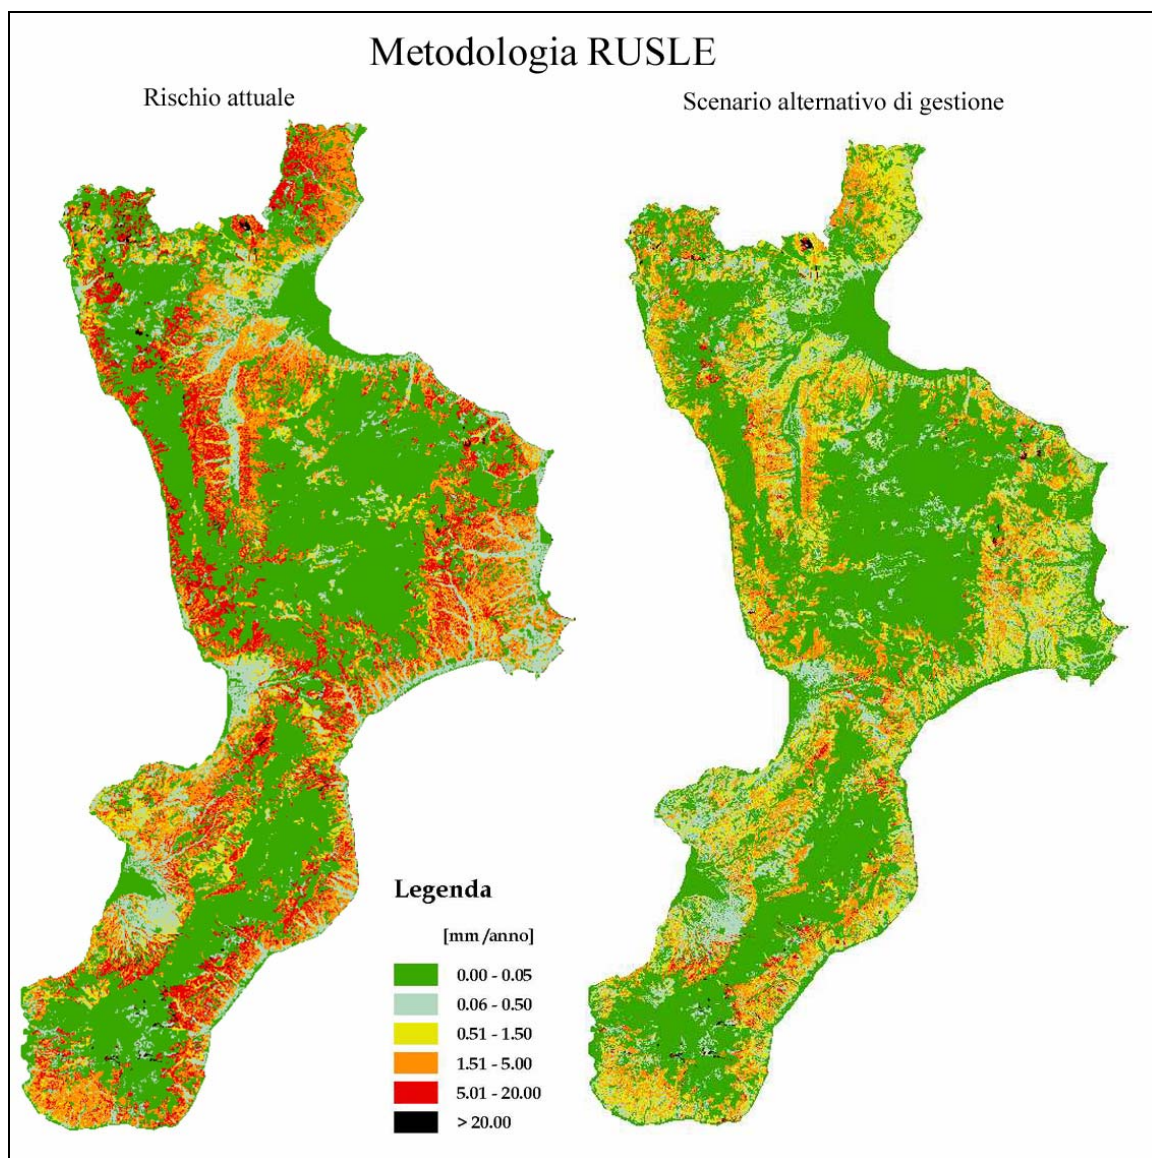 Metodologia RUSLE
Rischio attuale
Scenario alternativo di gestione
Legenda
[mm/anno]
0.00 - 0.05
0.06 - 0.50
0.51 - 1.50
1.51 - 5.00
5.01 - 20.00
> 20.00